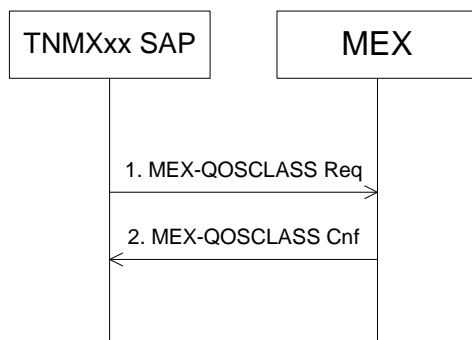 TNMXxx SAP
MEX
1. MEX-QOSCLASS Req
2. MEX-QOSCLASS Cnf